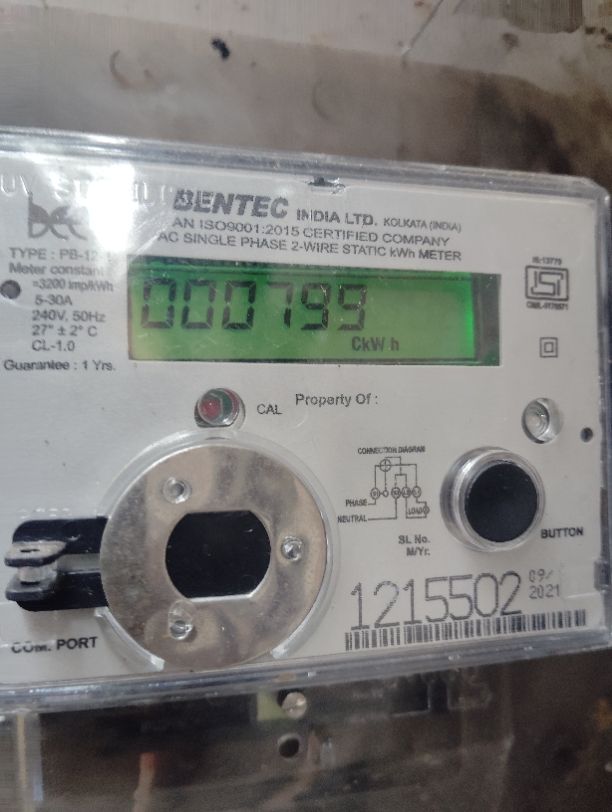 BENTEC INDIA LTD. KOLKATA (INDIA)
AN ISO9001:2015 CERTIFIED COMPANY
AC SINGLE PHASE 2-WIRE STATIC kWh METER
TYPE : PB-12
Meter constant
=3200 imp/kWh
5-30A
240V, 50Hz
27° ± 2° C
CL-1.0
Guarantee : 1 Yrs.
000799
CkWh
IS-13779
ISI
CAL
Property Of :
CONNECTION DIAGRAM
PHASE
NEUTRAL
LOAD
BUTTON
SL No.
M/Yr.
1215502
09/
2021
COM. PORT